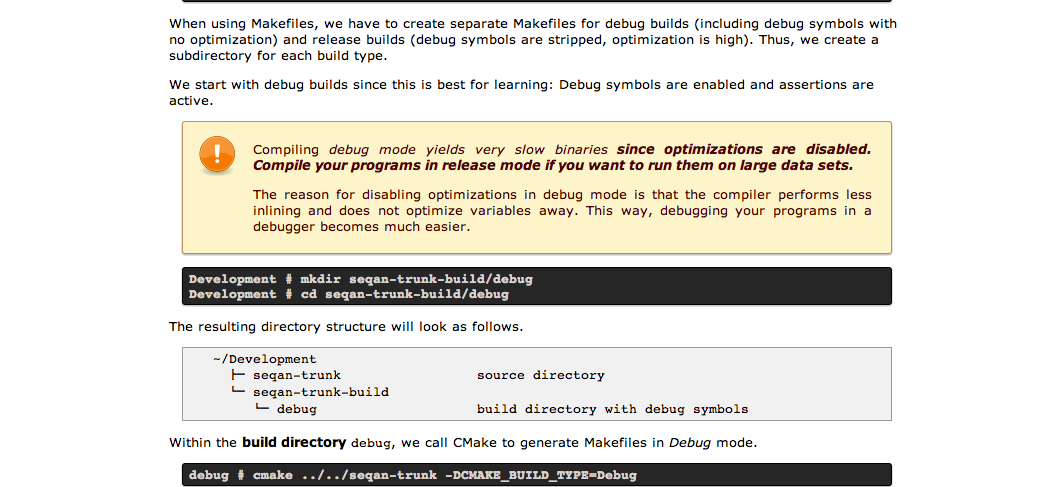 When using Makefiles, we have to create separate Makefiles for debug builds (including debug symbols with
no optimization) and release builds (debug symbols are stripped, optimization is high). Thus, we create a
subdirectory for each build type.
We start with debug builds since this is best for learning: Debug symbols are enabled and assertions are
active.
Compiling debug mode yields very slow binaries since optimizations are disabled.
Compile your programs in release mode if you want to run them on large data sets.
The reason for disabling optimizations in debug mode is that the compiler performs less
inlining and does not optimize variables away. This way, debugging your programs in a
debugger becomes much easier.
Development # mkdir seqan-trunk-build/debug
Development # cd seqan-trunk-build/debug
The resulting directory structure will look as follows.
~/Development
├─ seqan-trunk source directory
└─ seqan-trunk-build
└─ debug build directory with debug symbols
Within the build directory debug, we call CMake to generate Makefiles in Debug mode.
debug # cmake ../../seqan-trunk -DCMAKE_BUILD_TYPE=Debug